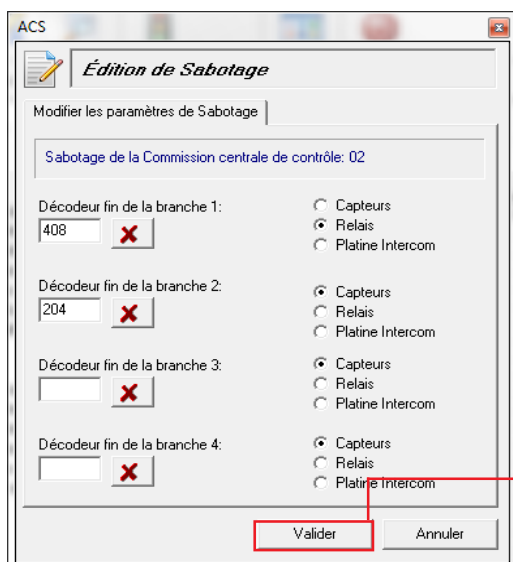 ACS
Édition de Sabotage
Modifier les paramètres de Sabotage
Sabotage de la Commission centrale de contrôle: 02
Décodeur fin de la branche 1:
408
Capteurs
Relais
Platine Intercom
Décodeur fin de la branche 2:
204
Capteurs
Relais
Platine Intercom
Décodeur fin de la branche 3:
Capteurs
Relais
Platine Intercom
Décodeur fin de la branche 4:
Capteurs
Relais
Platine Intercom
Valider
Annuler